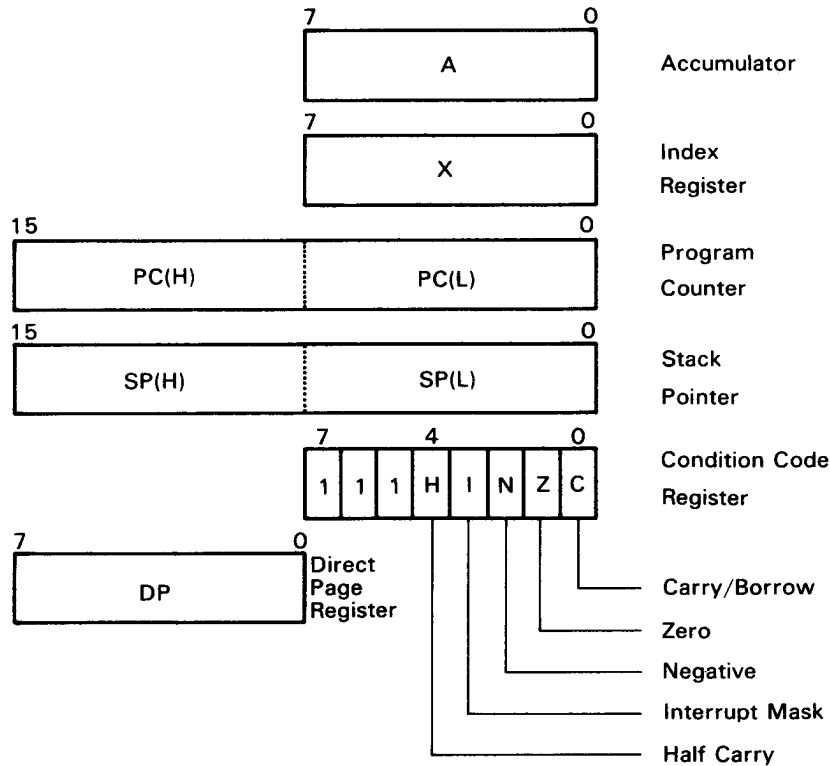 7 0
A
Accumulator
7 0
X
Index
Register
15 0
PC(H) PC(L)
Program
Counter
15 0
SP(H) SP(L)
Stack
Pointer
7 4 0
1 1 1 H I N Z C
Condition Code
Register
7 0
DP
Direct
Page
Register
Carry/Borrow
Zero
Negative
Interrupt Mask
Half Carry